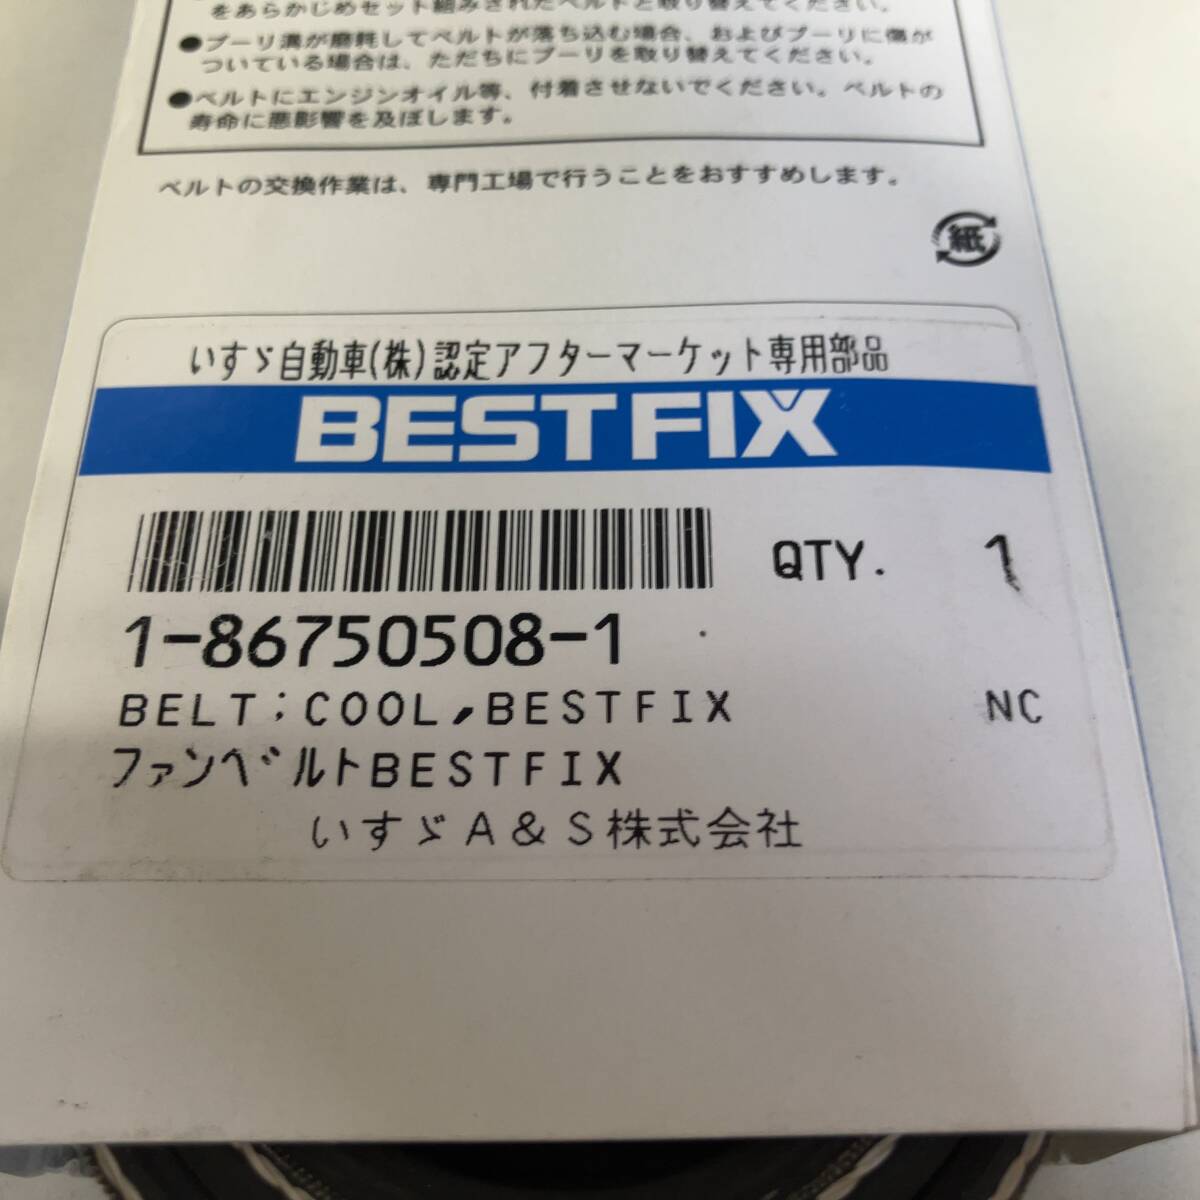 をあらかじめセット組みされたベルトと取り替えてください。
●プーリ溝が磨耗してベルトが落ち込む場合、およびプーリに傷が
ついている場合は、ただちにプーリを取り替えてください。
●ベルトにエンジンオイル等、付着させないでください。ベルトの
寿命に悪影響を及ぼします。
ベルトの交換作業は、専門工場で行うことをおすすめします。
紙
いすゞ自動車(株)認定アフターマーケット専用部品
BESTFIX
QTY. 1
1-86750508-1
BELT;COOL,BESTFIX NC
ファンベルトBESTFIX
いすゞA&S株式会社